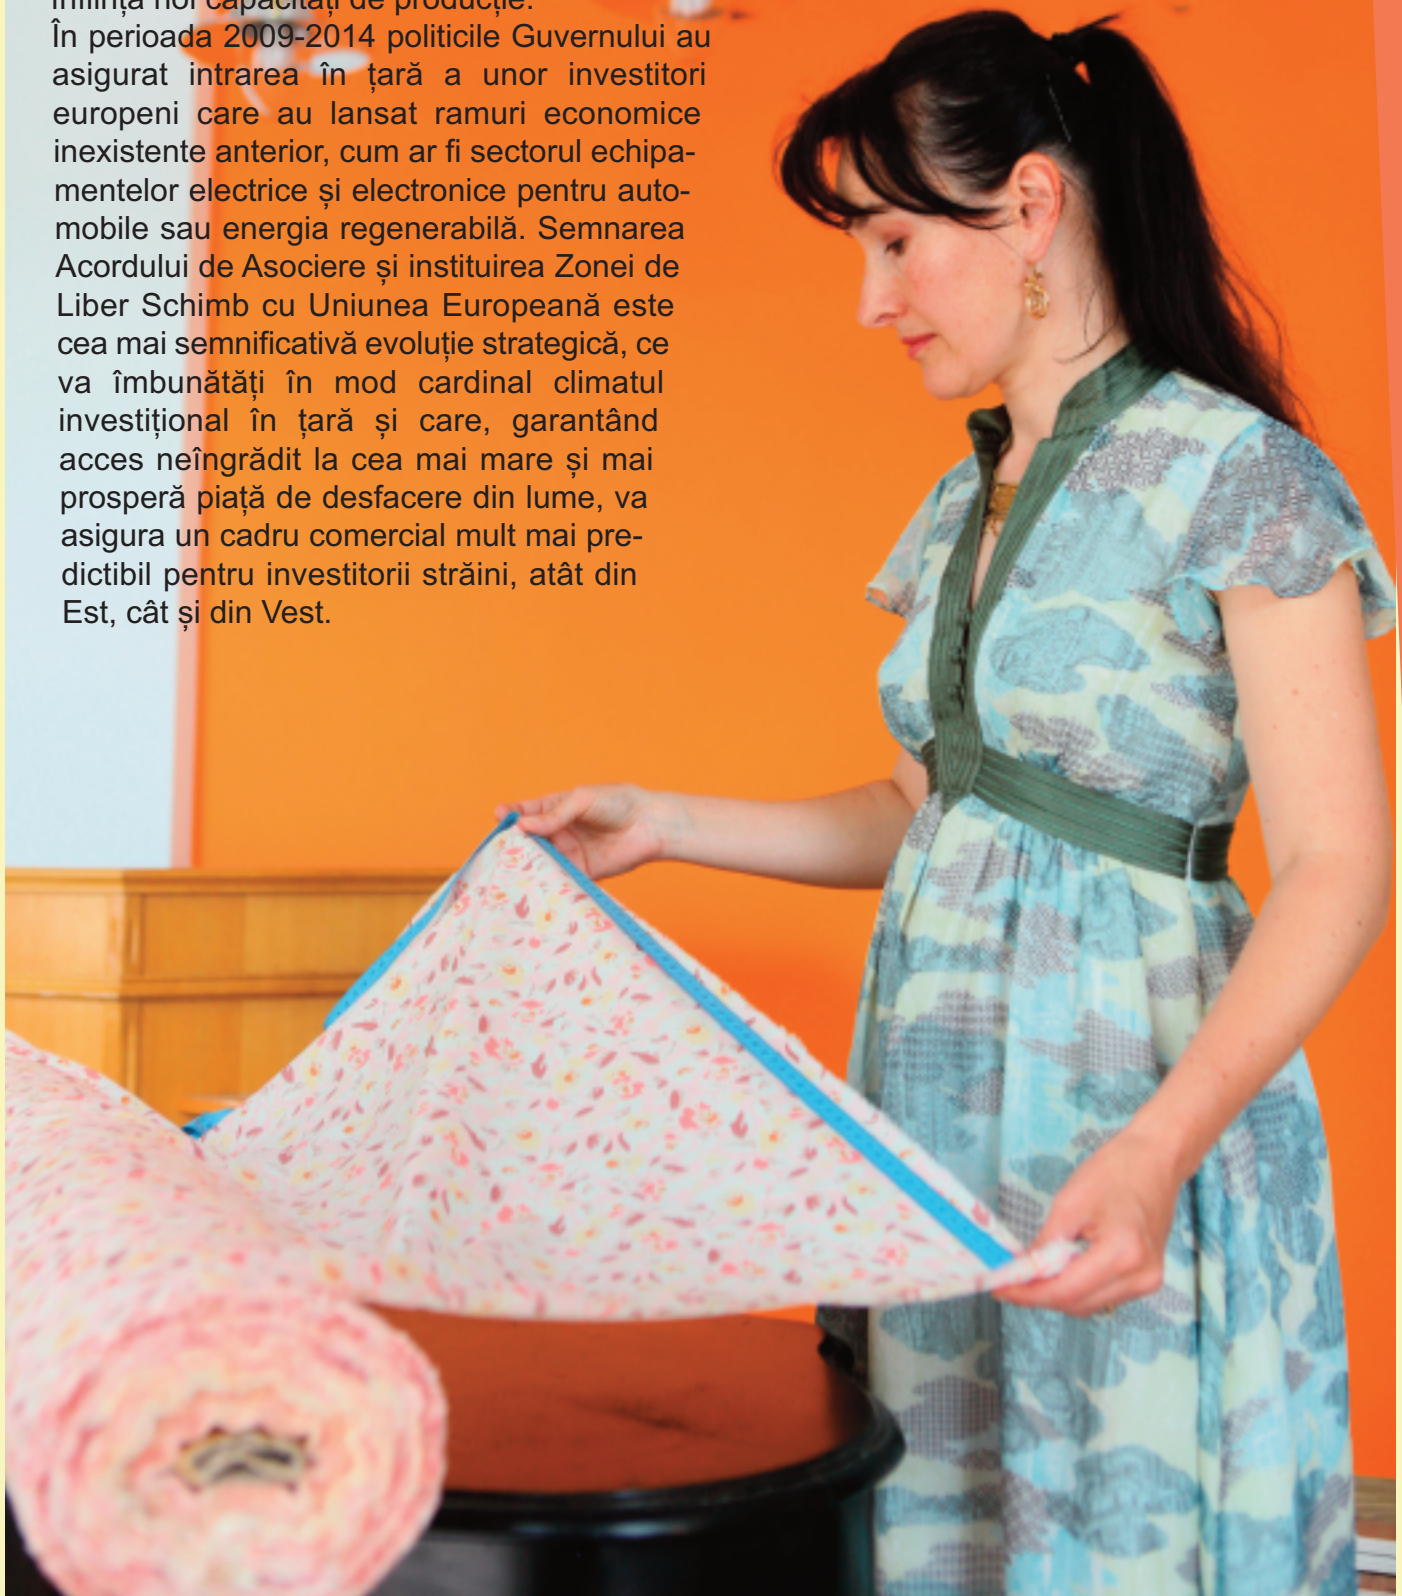 înființa noi capacități de producție.
În perioada 2009-2014 politicile Guvernului au
asigurat intrarea în țară a unor investitori
europeni care au lansat ramuri economice
inexistente anterior, cum ar fi sectorul echipa-
mentelor electrice și electronice pentru auto-
mobile sau energia regenerabilă. Semnarea
Acordului de Asociere și instituirea Zonei de
Liber Schimb cu Uniunea Europeană este
cea mai semnificativă evoluție strategică, ce
va îmbunătăți în mod cardinal climatul
investițional în țară și care, garantând
acces neîngrădit la cea mai mare și mai
prosperă piață de desfacere din lume, va
asigura un cadru comercial mult mai pre-
dictibil pentru investitorii străini, atât din
Est, cât și din Vest.